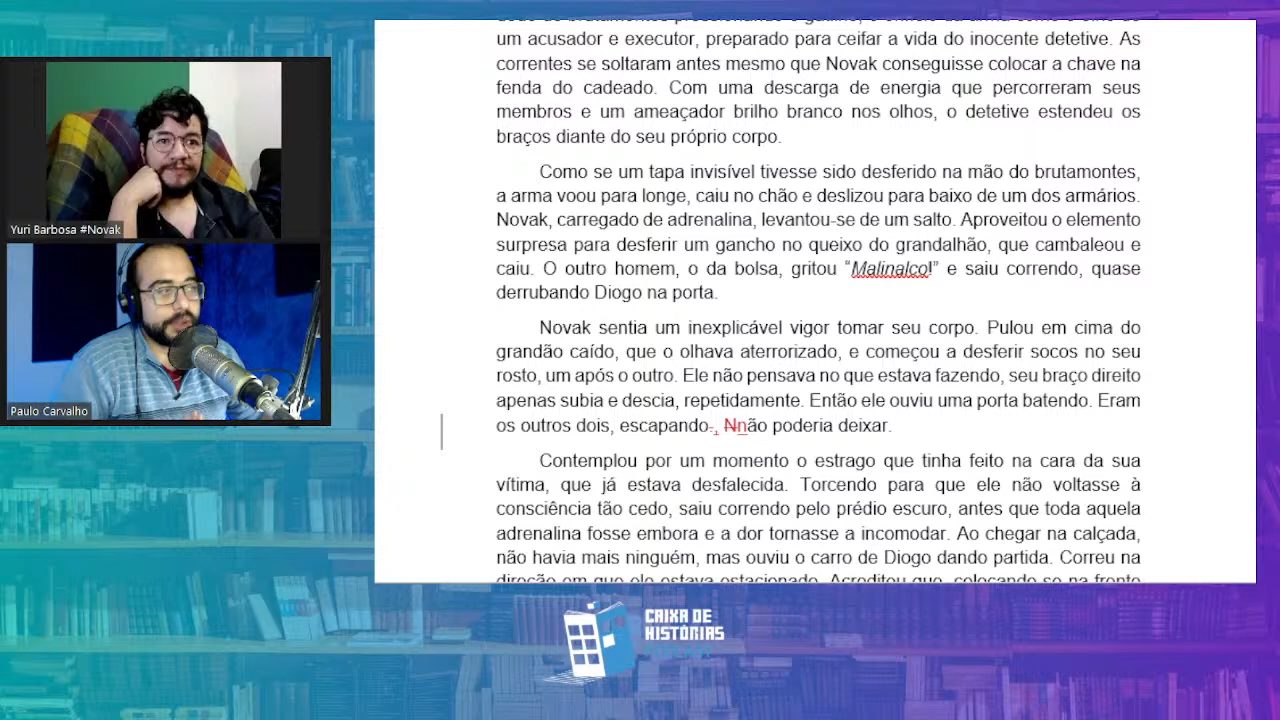 um acusador e executor, preparado para ceifar a vida do inocente detetive. As
correntes se soltaram antes mesmo que Novak conseguisse colocar a chave na
fenda do cadeado. Com uma descarga de energia que percorreram seus
membros e um ameaçador brilho branco nos olhos, o detetive estendeu os
braços diante do seu próprio corpo.
Como se um tapa invisível tivesse sido desferido na mão do brutamontes,
a arma voou para longe, caiu no chão e deslizou para baixo de um dos armários.
Novak, carregado de adrenalina, levantou-se de um salto. Aproveitou o elemento
surpresa para desferir um gancho no queixo do grandalhão, que cambaleou e
caiu. O outro homem, o da bolsa, gritou “Malinalco!” e saiu correndo, quase
derrubando Diogo na porta.
Novak sentia um inexplicável vigor tomar seu corpo. Pulou em cima do
grandão caído, que o olhava aterrorizado, e começou a desferir socos no seu
rosto, um após o outro. Ele não pensava no que estava fazendo, seu braço direito
apenas subia e descia, repetidamente. Então ele ouviu uma porta batendo. Eram
os outros dois, escapando., Nnão poderia deixar.
Contemplou por um momento o estrago que tinha feito na cara da sua
vítima, que já estava desfalecida. Torcendo para que ele não voltasse à
consciência tão cedo, saiu correndo pelo prédio escuro, antes que toda aquela
adrenalina fosse embora e a dor tornasse a incomodar. Ao chegar na calçada,
não havia mais ninguém, mas ouviu o carro de Diogo dando partida. Correu na
direção em que ele estava estacionado. Acreditou que, colocando-se na frente
Yuri Barbosa #Novak
Paulo Carvalho
CAIXA DE
HISTÓRIAS